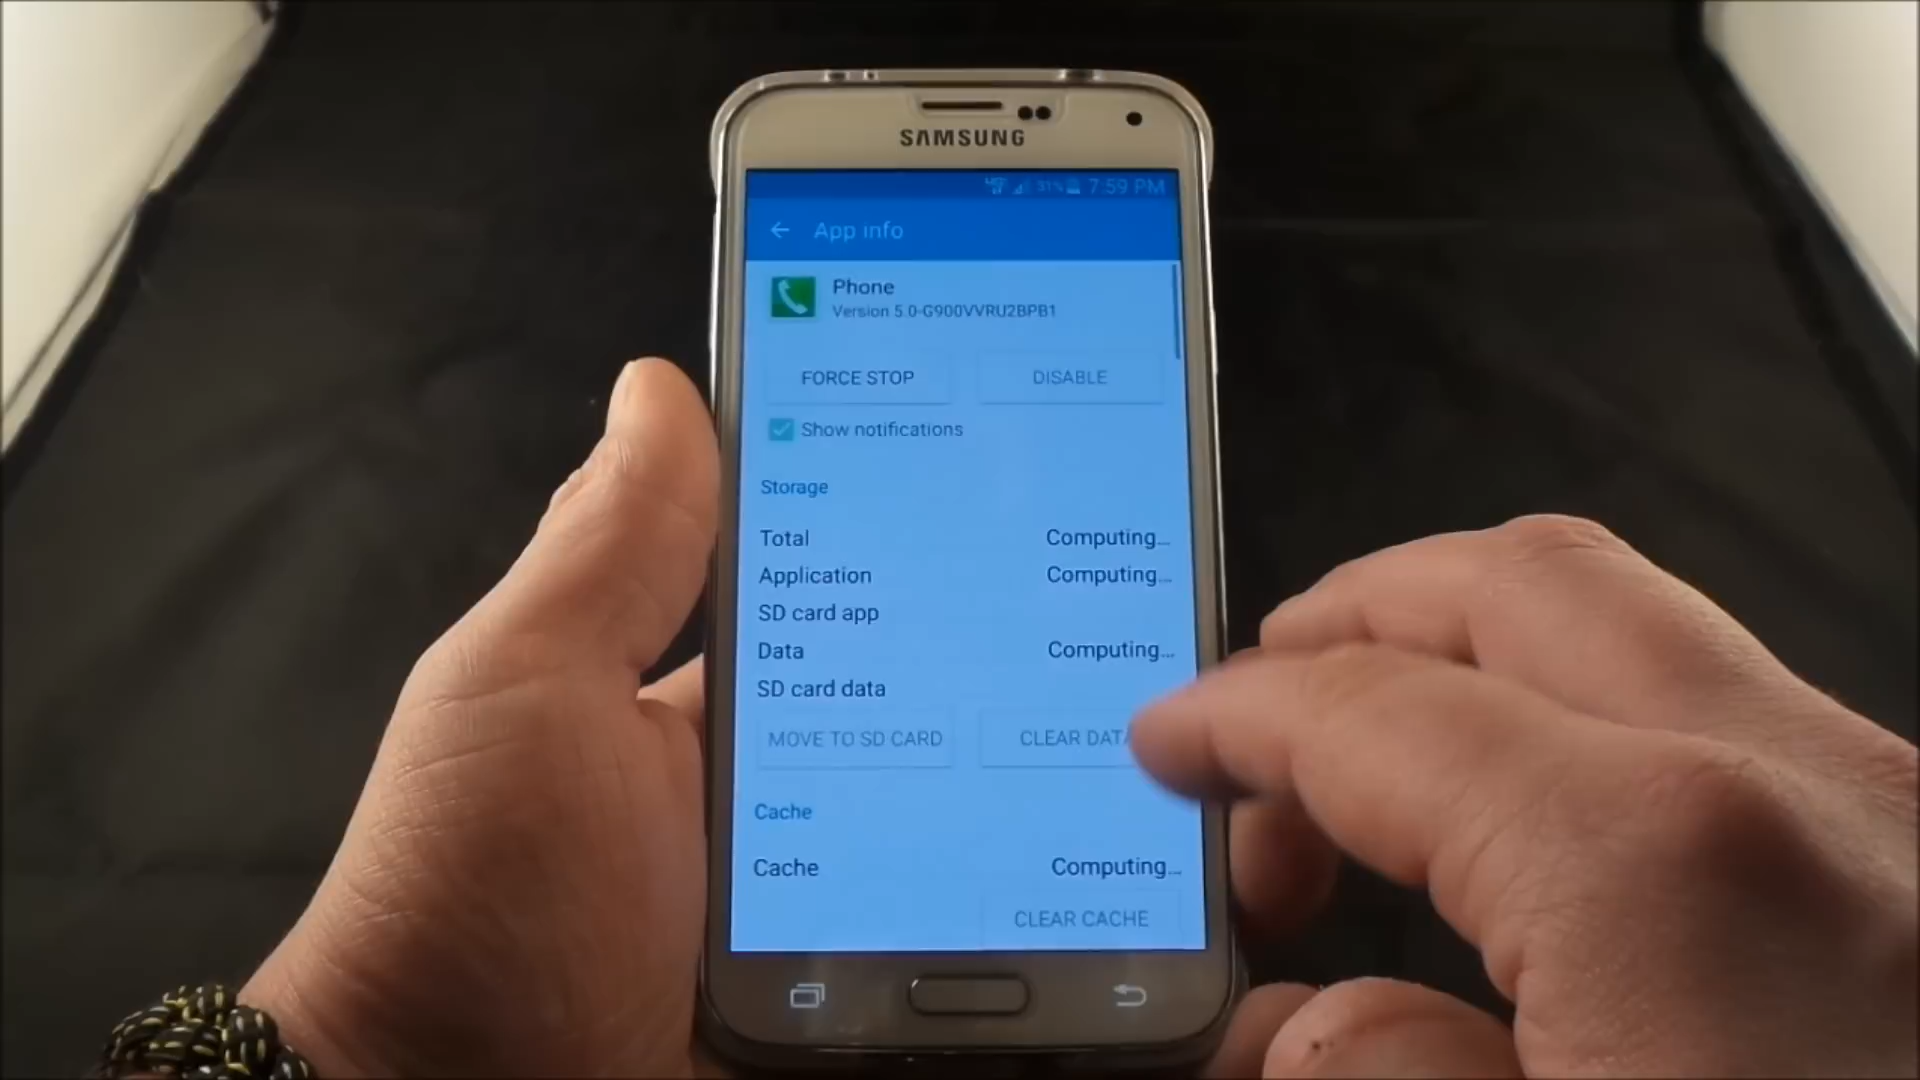 SAMSUNG
31% 7:59 PM
App info
Phone
Version 5.0-G900VVRU2BPB1
FORCE STOP DISABLE
Show notifications
Storage
Total Computing...
Application Computing...
SD card app
Data Computing...
SD card data
MOVE TO SD CARD CLEAR DATA
Cache
Cache Computing...
CLEAR CACHE